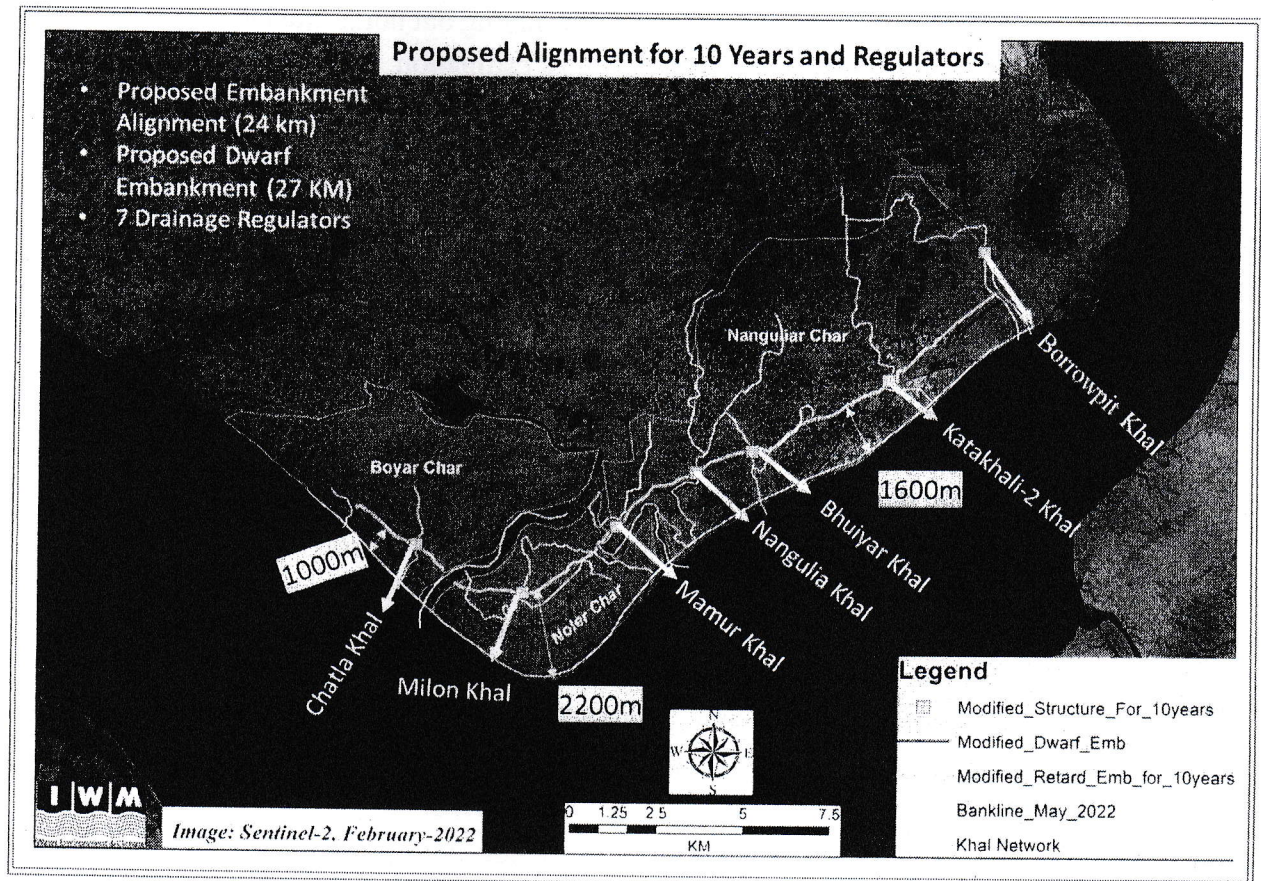 Proposed Alignment for 10 Years and Regulators
• Proposed Embankment
Alignment (24 km)
• Proposed Dwarf
Embankment (27 KM)
• 7 Drainage Regulators
Nanguliar Char
Borrowpit Khal
Katakhali-2 Khal
1600m
Boyar Char
Bhuiyar Khal
Nangulia Khal
1000m
Noler Char
Mamur Khal
Chatla Khal
Milon Khal
2200m
Legend
Modified_Structure_For_10years
Modified_Dwarf_Emb
Modified_Retard_Emb_for_10years
Bankline_May_2022
Khal Network
N
W E
S
0 1.25 2.5 5 7.5
KM
IWM
Image: Sentinel-2, February-2022